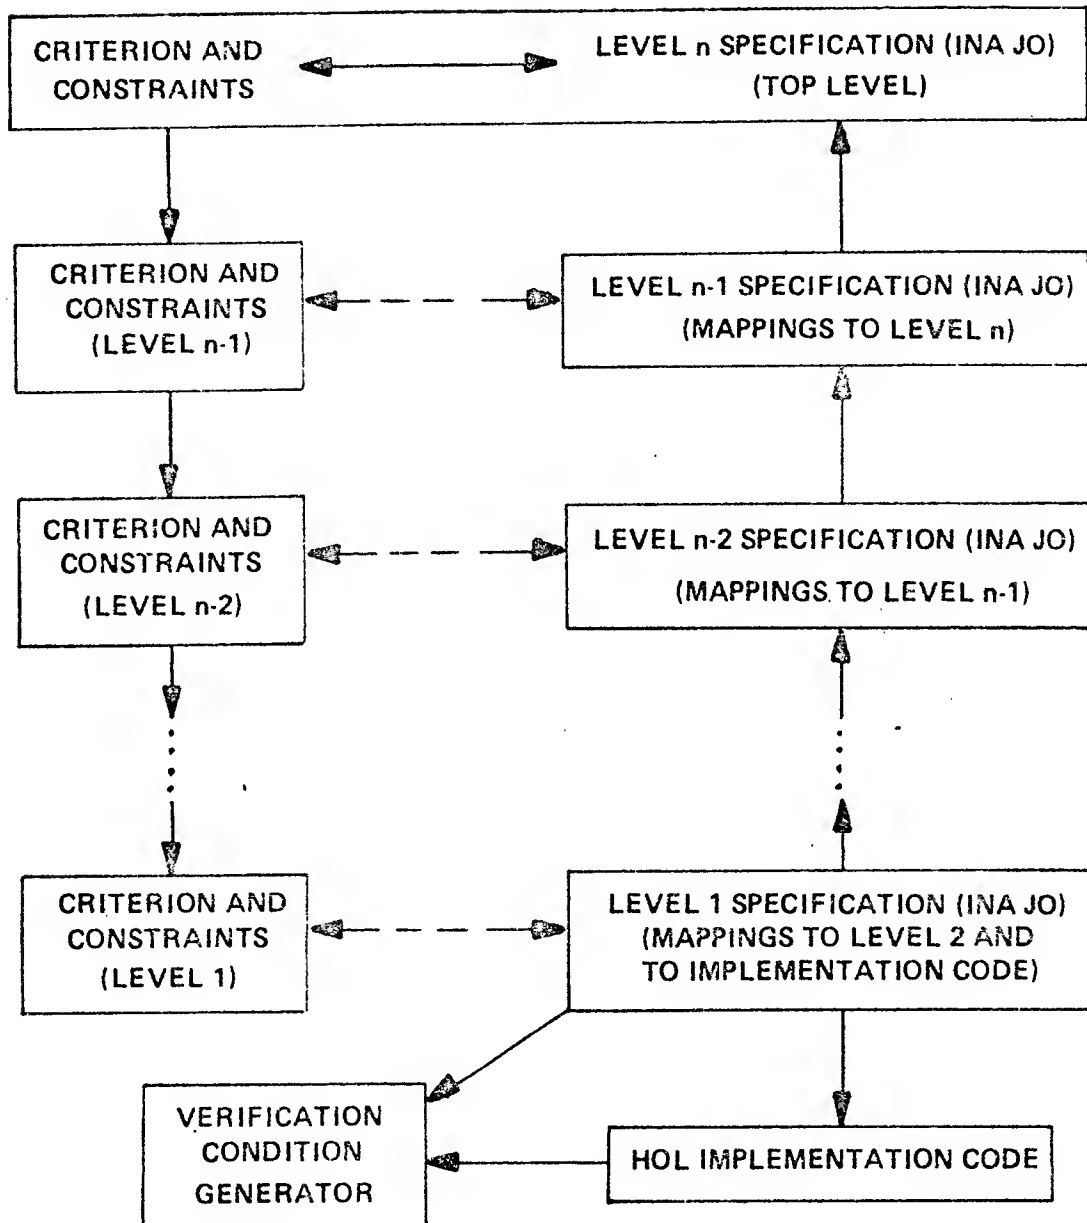 CRITERION AND
CONSTRAINTS
LEVEL n SPECIFICATION (INA JO)
(TOP LEVEL)
CRITERION AND
CONSTRAINTS
(LEVEL n-1)
LEVEL n-1 SPECIFICATION (INA JO)
(MAPPINGS TO LEVEL n)
CRITERION AND
CONSTRAINTS
(LEVEL n-2)
LEVEL n-2 SPECIFICATION (INA JO)
(MAPPINGS TO LEVEL n-1)
CRITERION AND
CONSTRAINTS
(LEVEL 1)
LEVEL 1 SPECIFICATION (INA JO)
(MAPPINGS TO LEVEL 2 AND
TO IMPLEMENTATION CODE)
VERIFICATION
CONDITION
GENERATOR
HOL IMPLEMENTATION CODE